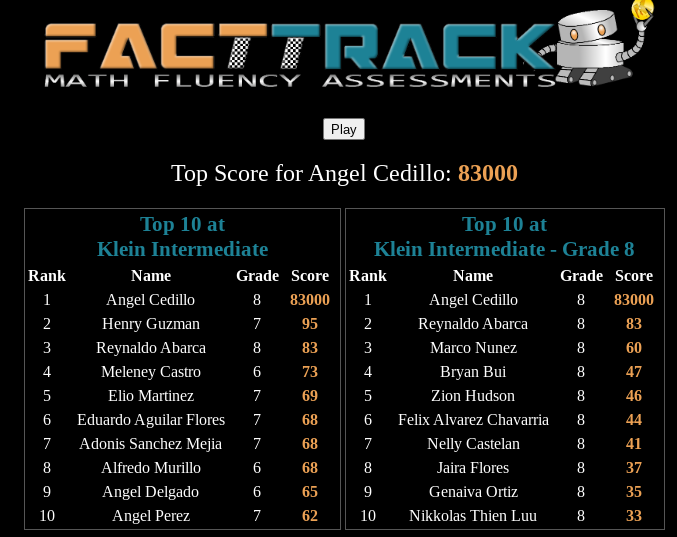 FACTTRACK
MATH FLUENCY ASSESSMENTS
Play
Top Score for Angel Cedillo: 83000
Top 10 at
Klein Intermediate
Rank Name Grade Score
1 Angel Cedillo 8 83000
2 Henry Guzman 7 95
3 Reynaldo Abarca 8 83
4 Meleney Castro 6 73
5 Elio Martinez 7 69
6 Eduardo Aguilar Flores 7 68
7 Adonis Sanchez Mejia 7 68
8 Alfredo Murillo 6 68
9 Angel Delgado 6 65
10 Angel Perez 7 62
Top 10 at
Klein Intermediate - Grade 8
Rank Name Grade Score
1 Angel Cedillo 8 83000
2 Reynaldo Abarca 8 83
3 Marco Nunez 8 60
4 Bryan Bui 8 47
5 Zion Hudson 8 46
6 Felix Alvarez Chavarria 8 44
7 Nelly Castelan 8 41
8 Jaira Flores 8 37
9 Genaiva Ortiz 8 35
10 Nikkolas Thien Luu 8 33